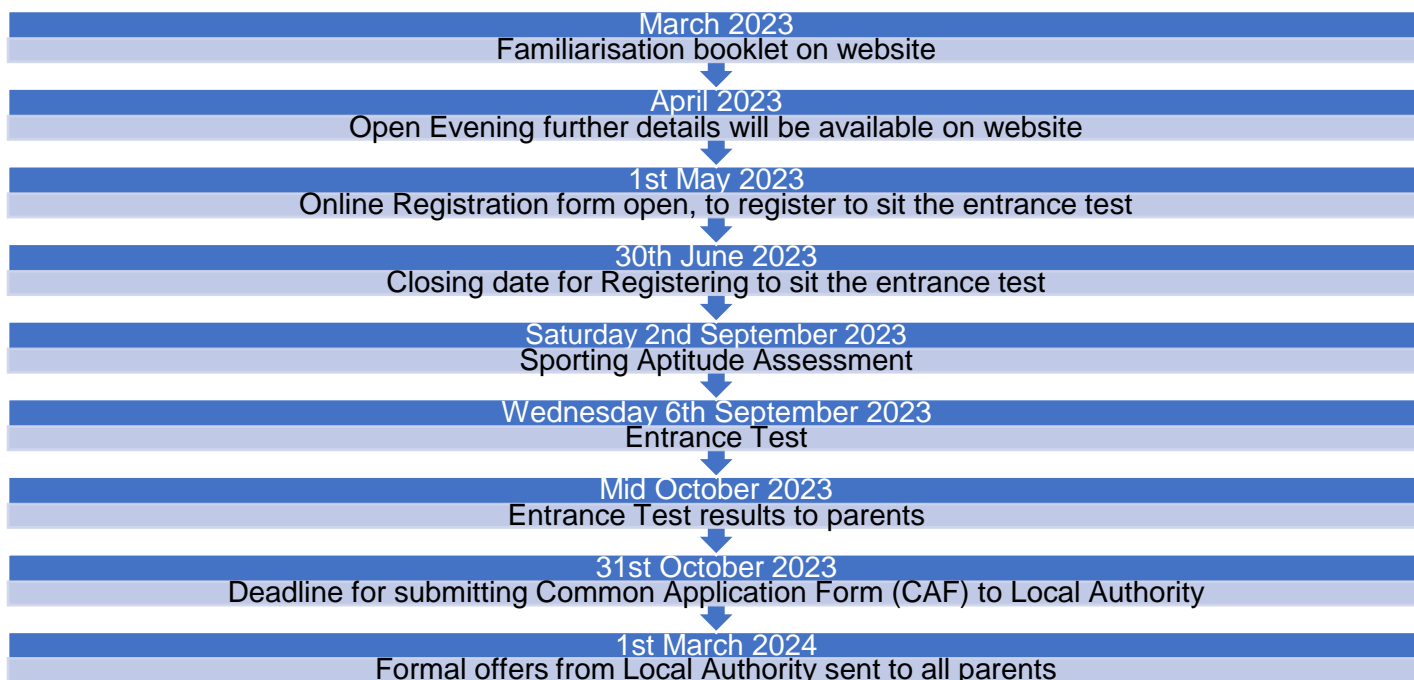 March 2023
Familiarisation booklet on website
April 2023
Open Evening further details will be available on website
1st May 2023
Online Registration form open, to register to sit the entrance test
30th June 2023
Closing date for Registering to sit the entrance test
Saturday 2nd September 2023
Sporting Aptitude Assessment
Wednesday 6th September 2023
Entrance Test
Mid October 2023
Entrance Test results to parents
31st October 2023
Deadline for submitting Common Application Form (CAF) to Local Authority
1st March 2024
Formal offers from Local Authority sent to all parents